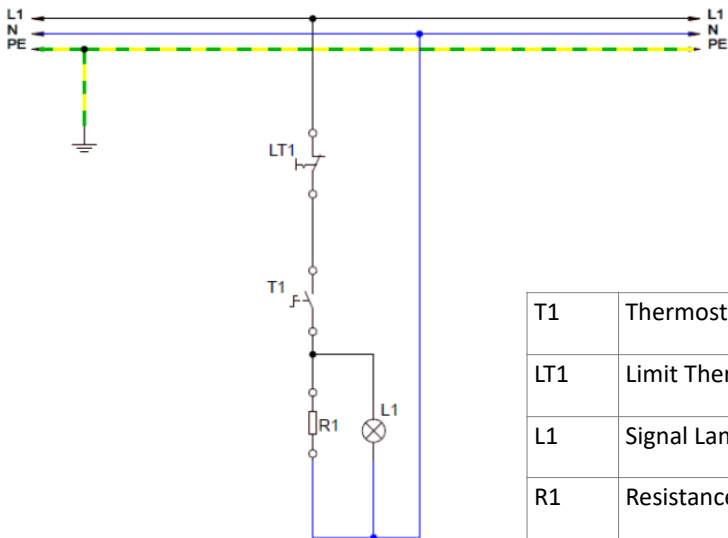 L1 L1
N N
PE PE
LT1
T1
R1 L1
T1 Thermost
LT1 Limit Ther
L1 Signal Lan
R1 Resistance